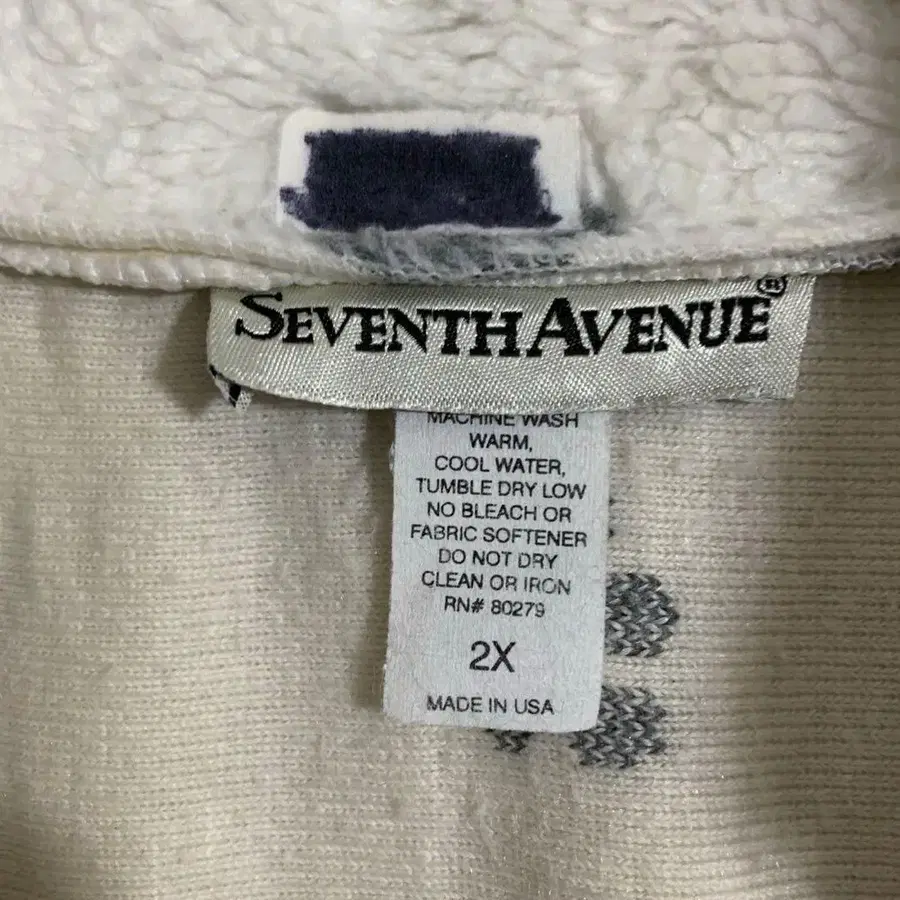 SEVENTH AVENUE®
MACHINE WASH
WARM,
COOL WATER,
TUMBLE DRY LOW
NO BLEACH OR
FABRIC SOFTENER
DO NOT DRY
CLEAN OR IRON
RN# 80279
2X
MADE IN USA